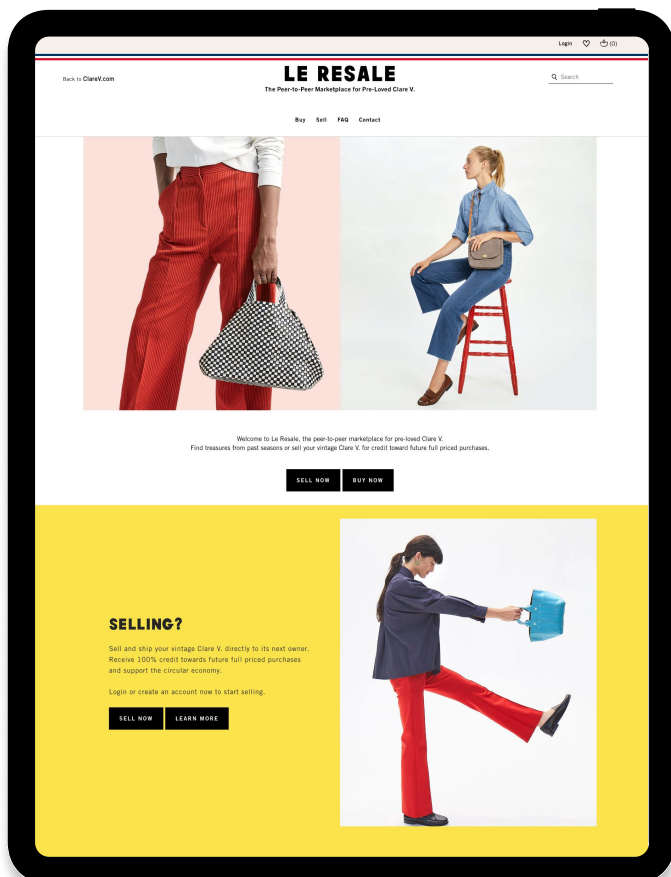 Login (0)
Back to ClareV.com
LE RESALE
The Peer-to-Peer Marketplace for Pre-Loved Clare V.
Search
Buy Sell FAQ Contact
Welcome to Le Resale, the peer-to-peer marketplace for pre-loved Clare V.
Find treasures from past seasons or sell your vintage Clare V. for credit toward future full priced purchases.
SELL NOW BUY NOW
SELLING?
Sell and ship your vintage Clare V. directly to its next owner.
Receive 100% credit towards future full priced purchases
and support the circular economy.
Login or create an account now to start selling.
SELL NOW LEARN MORE